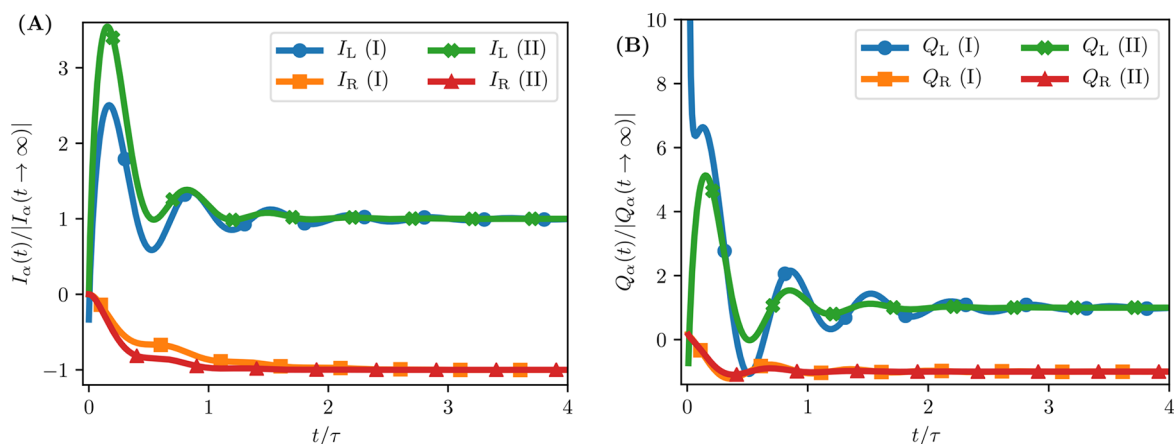 (A)
I_L (I)
I_L (II)
I_R (I)
I_R (II)
I_α(t)/|I_α(t → ∞)|
3
2
1
0
−1
0
1
2
3
4
t/τ
(B)
Q_L (I)
Q_L (II)
Q_R (I)
Q_R (II)
Q_α(t)/|Q_α(t → ∞)|
10
8
6
4
2
0
0
1
2
3
4
t/τ